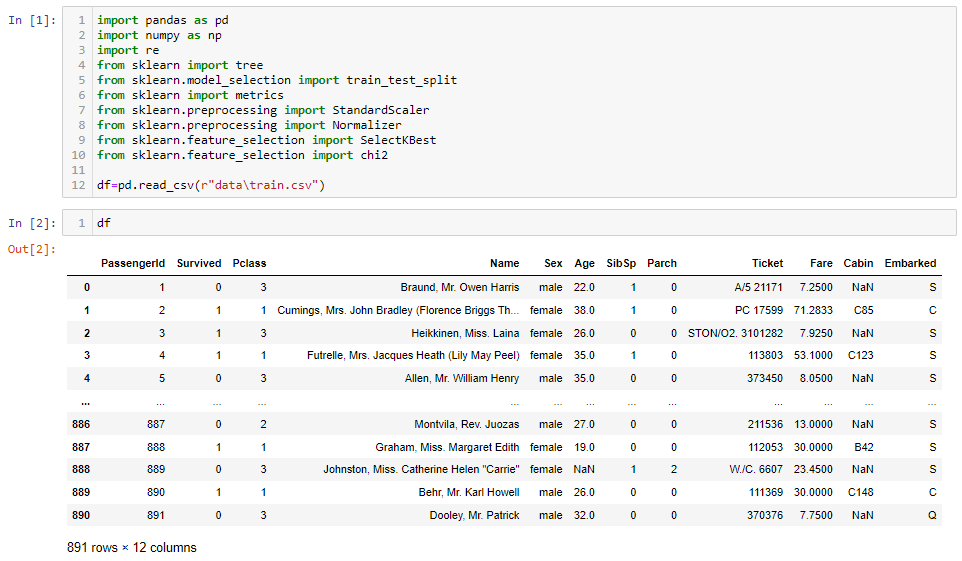 In [1]:
1 import pandas as pd
2 import numpy as np
3 import re
4 from sklearn import tree
5 from sklearn.model_selection import train_test_split
6 from sklearn import metrics
7 from sklearn.preprocessing import StandardScaler
8 from sklearn.preprocessing import Normalizer
9 from sklearn.feature_selection import SelectKBest
10 from sklearn.feature_selection import chi2
11
12 df=pd.read_csv(r"data\train.csv")
In [2]: 1 df
Out[2]:
PassengerId Survived Pclass Name Sex Age SibSp Parch Ticket Fare Cabin Embarked
0 1 0 3 Braund, Mr. Owen Harris male 22.0 1 0 A/5 21171 7.2500 NaN S
1 2 1 1 Cumings, Mrs. John Bradley (Florence Briggs Th... female 38.0 1 0 PC 17599 71.2833 C85 C
2 3 1 3 Heikkinen, Miss. Laina female 26.0 0 0 STON/O2. 3101282 7.9250 NaN S
3 4 1 1 Futrelle, Mrs. Jacques Heath (Lily May Peel) female 35.0 1 0 113803 53.1000 C123 S
4 5 0 3 Allen, Mr. William Henry male 35.0 0 0 373450 8.0500 NaN S
... ... ... ... ... ... ... ... ... ... ... ... ...
886 887 0 2 Montvila, Rev. Juozas male 27.0 0 0 211536 13.0000 NaN S
887 888 1 1 Graham, Miss. Margaret Edith female 19.0 0 0 112053 30.0000 B42 S
888 889 0 3 Johnston, Miss. Catherine Helen "Carrie" female NaN 1 2 W./C. 6607 23.4500 NaN S
889 890 1 1 Behr, Mr. Karl Howell male 26.0 0 0 111369 30.0000 C148 C
890 891 0 3 Dooley, Mr. Patrick male 32.0 0 0 370376 7.7500 NaN Q
891 rows × 12 columns